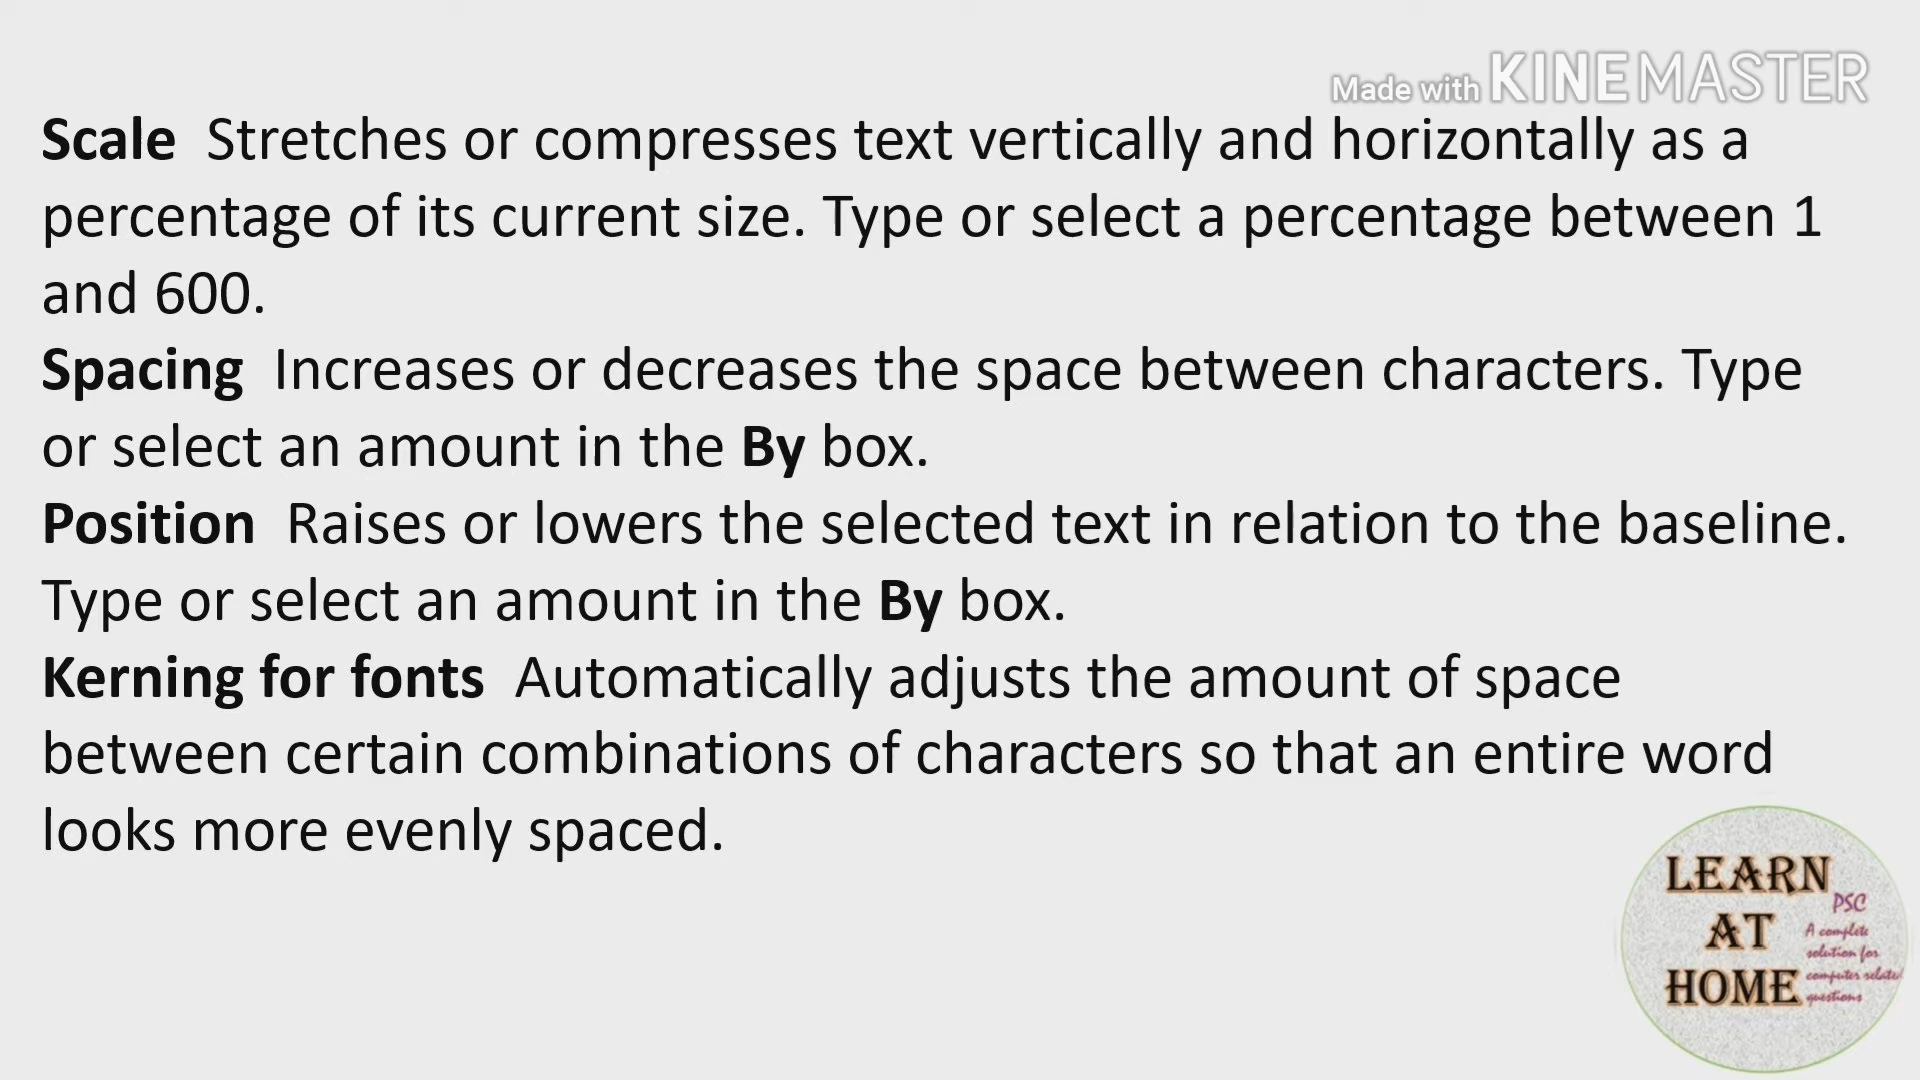 Made with KINEMASTER
Scale Stretches or compresses text vertically and horizontally as a
percentage of its current size. Type or select a percentage between 1
and 600.
Spacing Increases or decreases the space between characters. Type
or select an amount in the By box.
Position Raises or lowers the selected text in relation to the baseline.
Type or select an amount in the By box.
Kerning for fonts Automatically adjusts the amount of space
between certain combinations of characters so that an entire word
looks more evenly spaced.
LEARN
PSC
AT
HOME
A complete
solution for
computer relate
questions